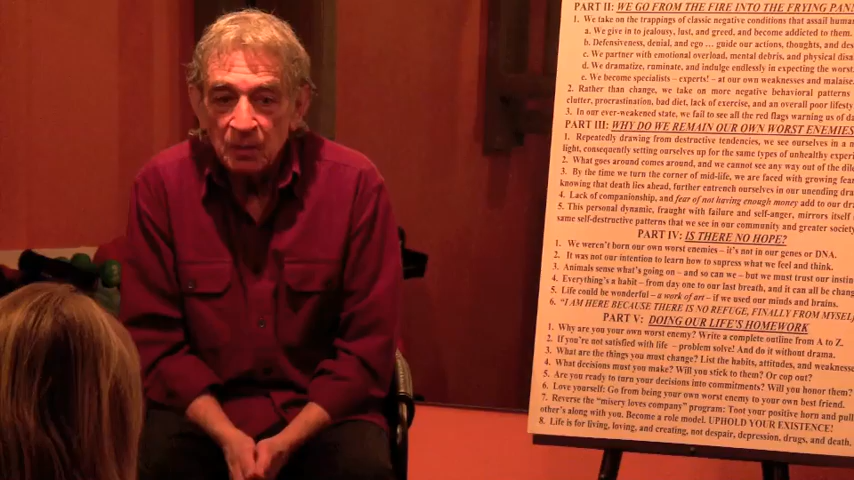 PART II: WE GO FROM THE FIRE INTO THE FRYING PAN
1. We take on the trappings of classic negative conditions that assail
a. We give in to jealousy, lust, and greed, and become addicted to them.
b. Defensiveness, denial, and ego ... guide our actions, thoughts, and
c. We partner with emotional overload, mental debris, and physical
d. We dramatize, ruminate, and indulge endlessly in expecting the worst.
e. We become specialists – experts! – at our own weaknesses and malaise.
2. Rather than change, we take on more negative behavioral patterns
clutter, procrastination, bad diet, lack of exercise, and an overall poor
3. In our ever-weakened state, we fail to see all the red flags warning us of
PART III: WHY DO WE REMAIN OUR OWN WORST ENEMIES
1. Repeatedly drawing from destructive tendencies, we see ourselves in a
light, consequently setting ourselves up for the same types of unhealthy
2. What goes around comes around, and we cannot see any way out of the
3. By the time we turn the corner of mid-life, we are faced with growing
knowing that death lies ahead, further entrench ourselves in our unending
4. Lack of companionship, and fear of not having enough money add to our
5. This personal dynamic, fraught with failure and self-anger, mirrors itself
same self-destructive patterns that we see in our community and greater society
PART IV: IS THERE NO HOPE?
1. We weren't born our own worst enemies – it's not in our genes or DNA.
2. It was not our intention to learn how to supress what we feel and think.
3. Animals sense what's going on – and so can we – but we must trust our
4. Everything's a habit – from day one to our last breath, and it can all be
5. Life could be wonderful – a work of art – if we used our minds and brains.
6. "I AM HERE BECAUSE THERE IS NO REFUGE, FINALLY FROM MYSELF
PART V: DOING OUR LIFE'S HOMEWORK
1. Why are you your own worst enemy? Write a complete outline from A to Z.
2. If you're not satisfied with life – problem solve! And do it without drama.
3. What are the things you must change? List the habits, attitudes, and
4. What decisions must you make? Will you stick to them? Or cop out?
5. Are you ready to turn your decisions into commitments? Will you honor them?
6. Love yourself: Go from being your own worst enemy to your own best friend.
7. Reverse the "misery loves company" program: Toot your positive horn and
other's along with you. Become a role model. UPHOLD YOUR EXISTENCE!
8. Life is for living, loving, and creating, not despair, depression, drugs, and death.